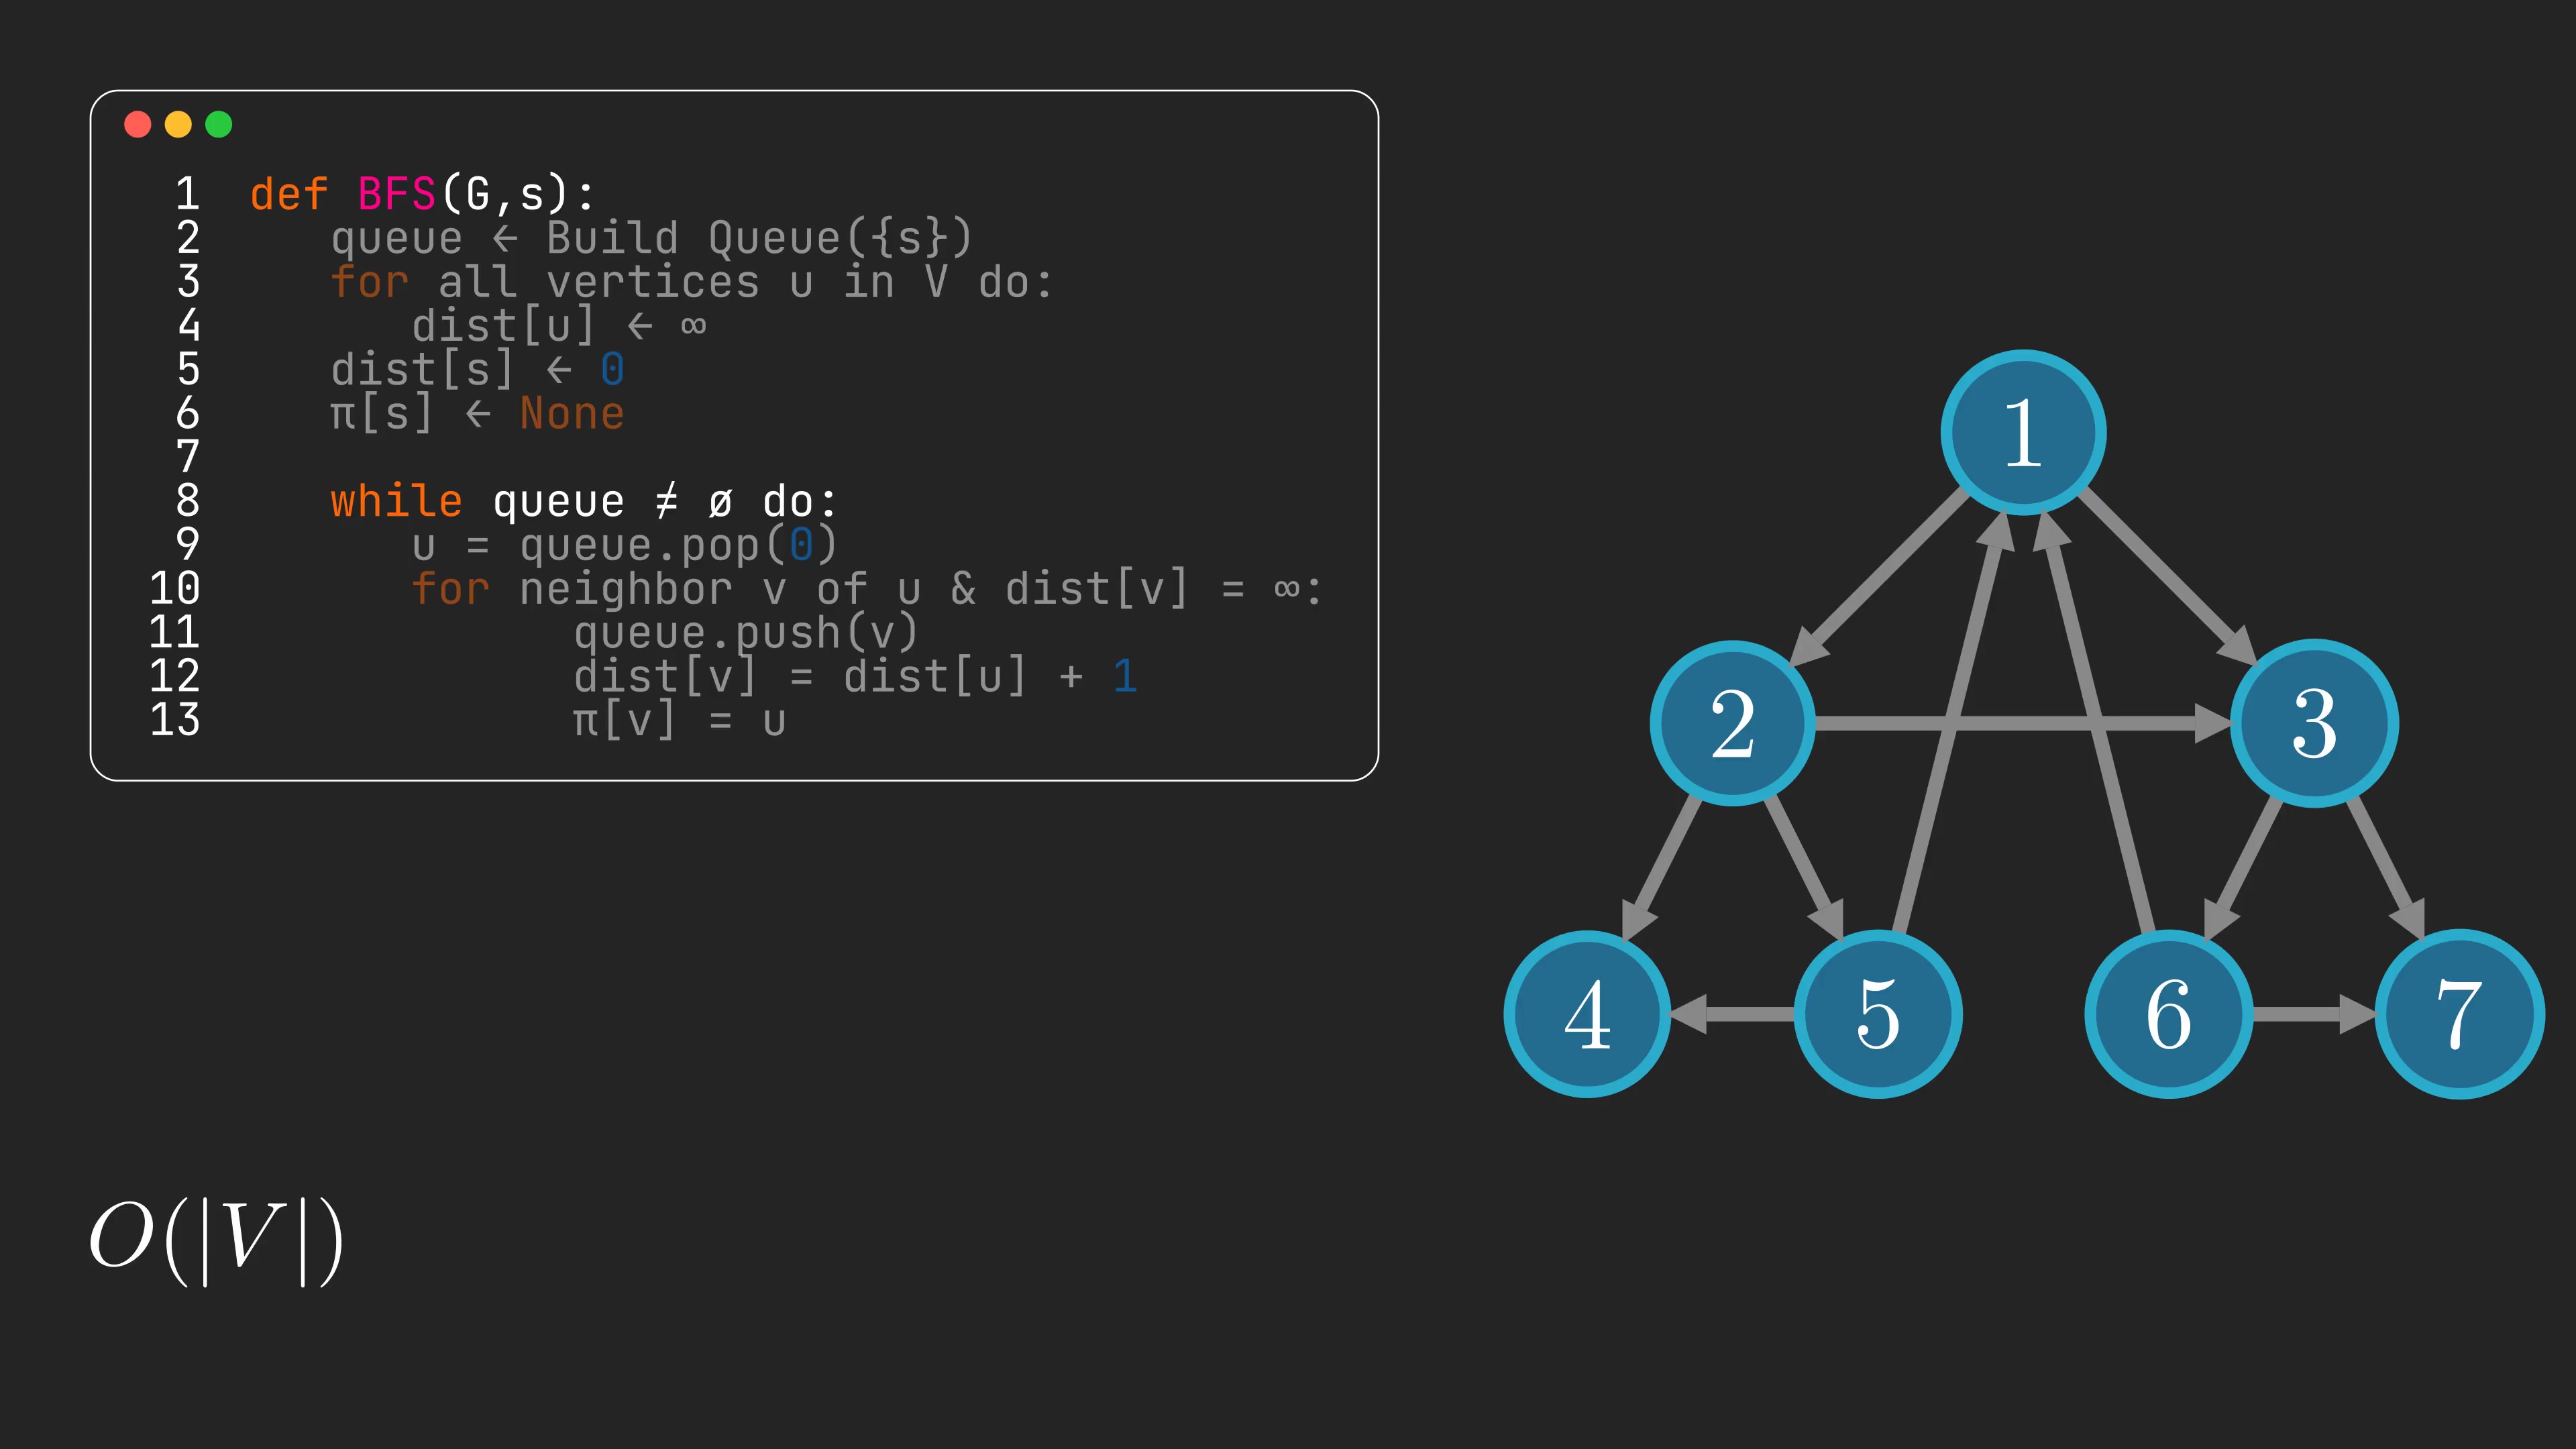 1 def BFS(G,s):
2 queue ← Build Queue({s})
3 for all vertices u in V do:
4 dist[u] ← ∞
5 dist[s] ← 0
6 π[s] ← None
7
8 while queue ≠ ø do:
9 u = queue.pop(0)
10 for neighbor v of u & dist[v] = ∞:
11 queue.push(v)
12 dist[v] = dist[u] + 1
13 π[v] = u
1
2 3
4 5 6 7
O(|V|)